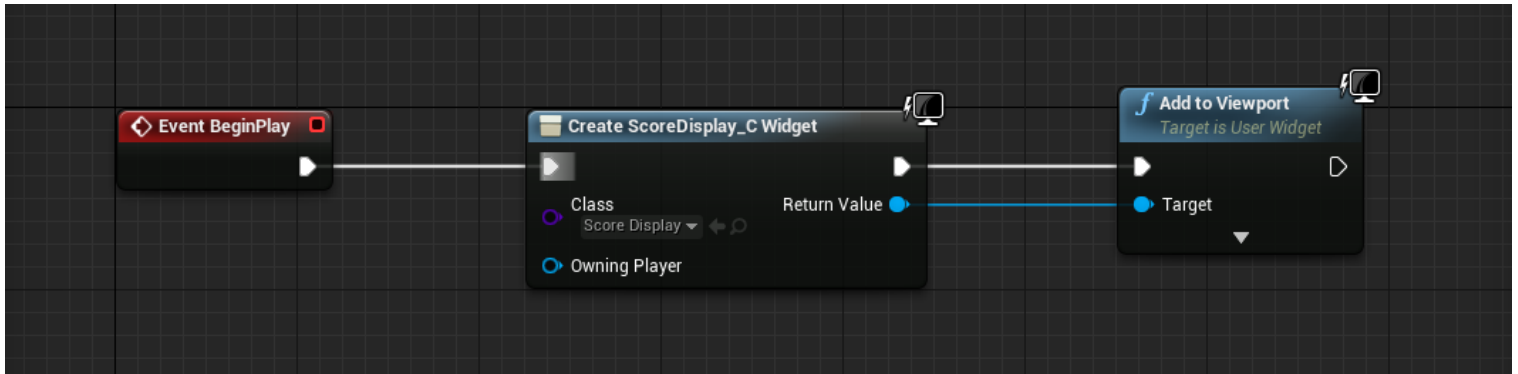 Event BeginPlay
Create ScoreDisplay_C Widget
Class
Score Display
Return Value
Owning Player
Add to Viewport
Target is User Widget
Target